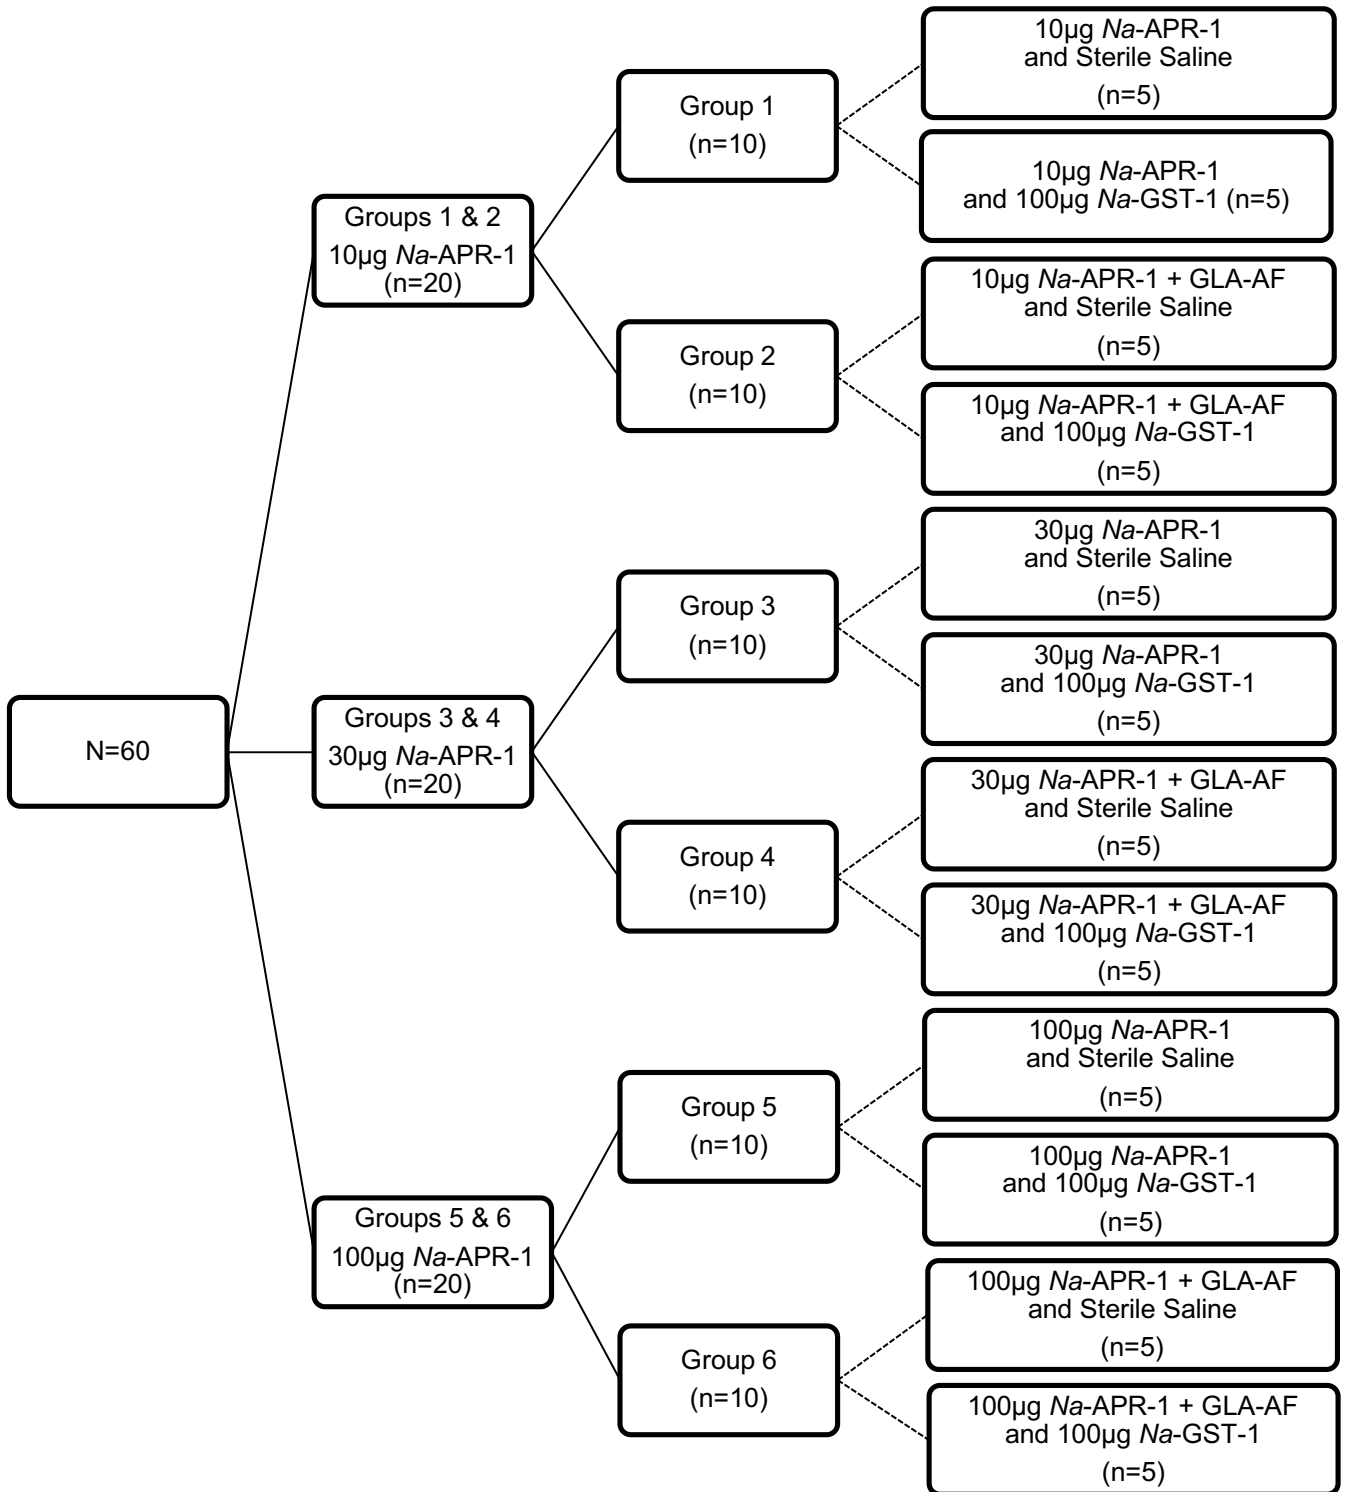 N=60
Groups 1 & 2
10µg Na-APR-1
(n=20)
Groups 3 & 4
30µg Na-APR-1
(n=20)
Groups 5 & 6
100µg Na-APR-1
(n=20)
Group 1
(n=10)
Group 2
(n=10)
Group 3
(n=10)
Group 4
(n=10)
Group 5
(n=10)
Group 6
(n=10)
10µg Na-APR-1
and Sterile Saline
(n=5)
10µg Na-APR-1
and 100µg Na-GST-1 (n=5)
10µg Na-APR-1 + GLA-AF
and Sterile Saline
(n=5)
10µg Na-APR-1 + GLA-AF
and 100µg Na-GST-1
(n=5)
30µg Na-APR-1
and Sterile Saline
(n=5)
30µg Na-APR-1
and 100µg Na-GST-1
(n=5)
30µg Na-APR-1 + GLA-AF
and Sterile Saline
(n=5)
30µg Na-APR-1 + GLA-AF
and 100µg Na-GST-1
(n=5)
100µg Na-APR-1
and Sterile Saline
(n=5)
100µg Na-APR-1
and 100µg Na-GST-1
(n=5)
100µg Na-APR-1 + GLA-AF
and Sterile Saline
(n=5)
100µg Na-APR-1 + GLA-AF
and 100µg Na-GST-1
(n=5)